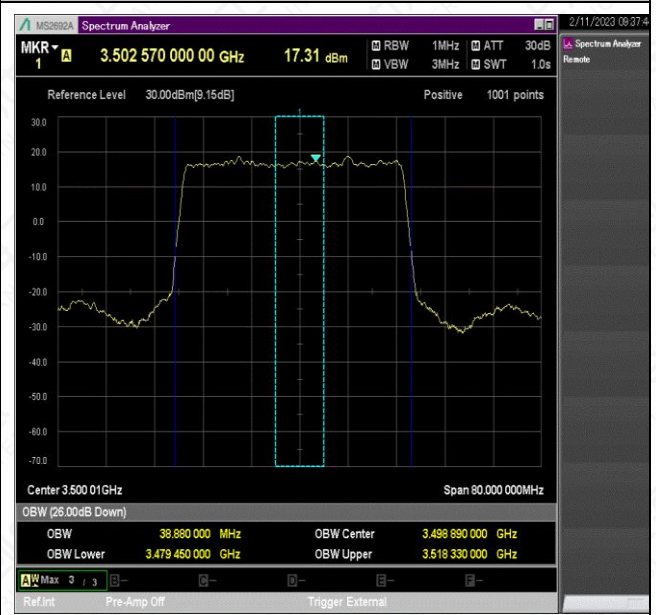 MS2692A Spectrum Analyzer
2/11/2023 09:37:4
MKR 1 A 3.502 570 000 00 GHz 17.31 dBm
M RBW 1MHz M ATT 30dB
M VBW 3MHz M SWT 1.0s
Spectrum Analyzer
Remote
Reference Level 30.00dBm[9.15dB] Positive 1001 points
1
30.0
20.0
10.0
0.0
-10.0
-20.0
-30.0
-40.0
-50.0
-60.0
-70.0
Center 3.500 01GHz Span 80.000 000MHz
OBW (26.00dB Down)
OBW 38.880 000 MHz OBW Center 3.498 890 000 GHz
OBW Lower 3.479 450 000 GHz OBW Upper 3.518 330 000 GHz
A W Max 3 / 3 B- C- D- E- F-
Ref.Int Pre-Amp Off Trigger External